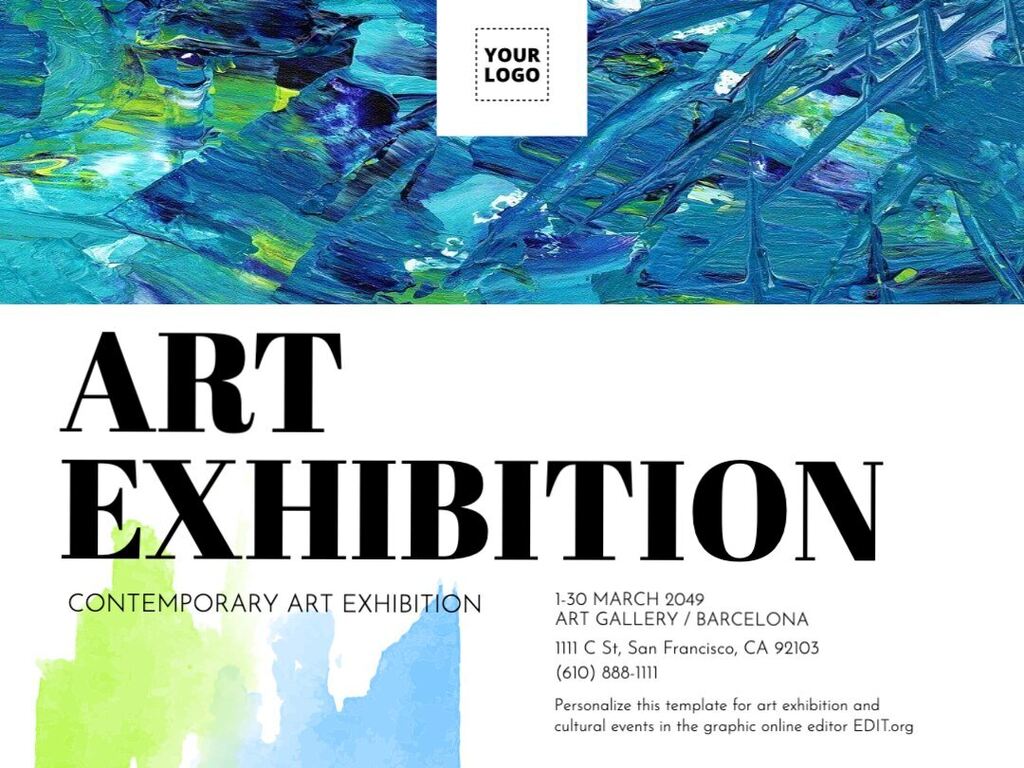 YOUR
LOGO
ART
EXHIBITION
CONTEMPORARY ART EXHIBITION
1-30 MARCH 2049
ART GALLERY / BARCELONA
1111 C St, San Francisco, CA 92103
(610) 888-1111
Personalize this template for art exhibition and
cultural events in the graphic online editor EDIT.org